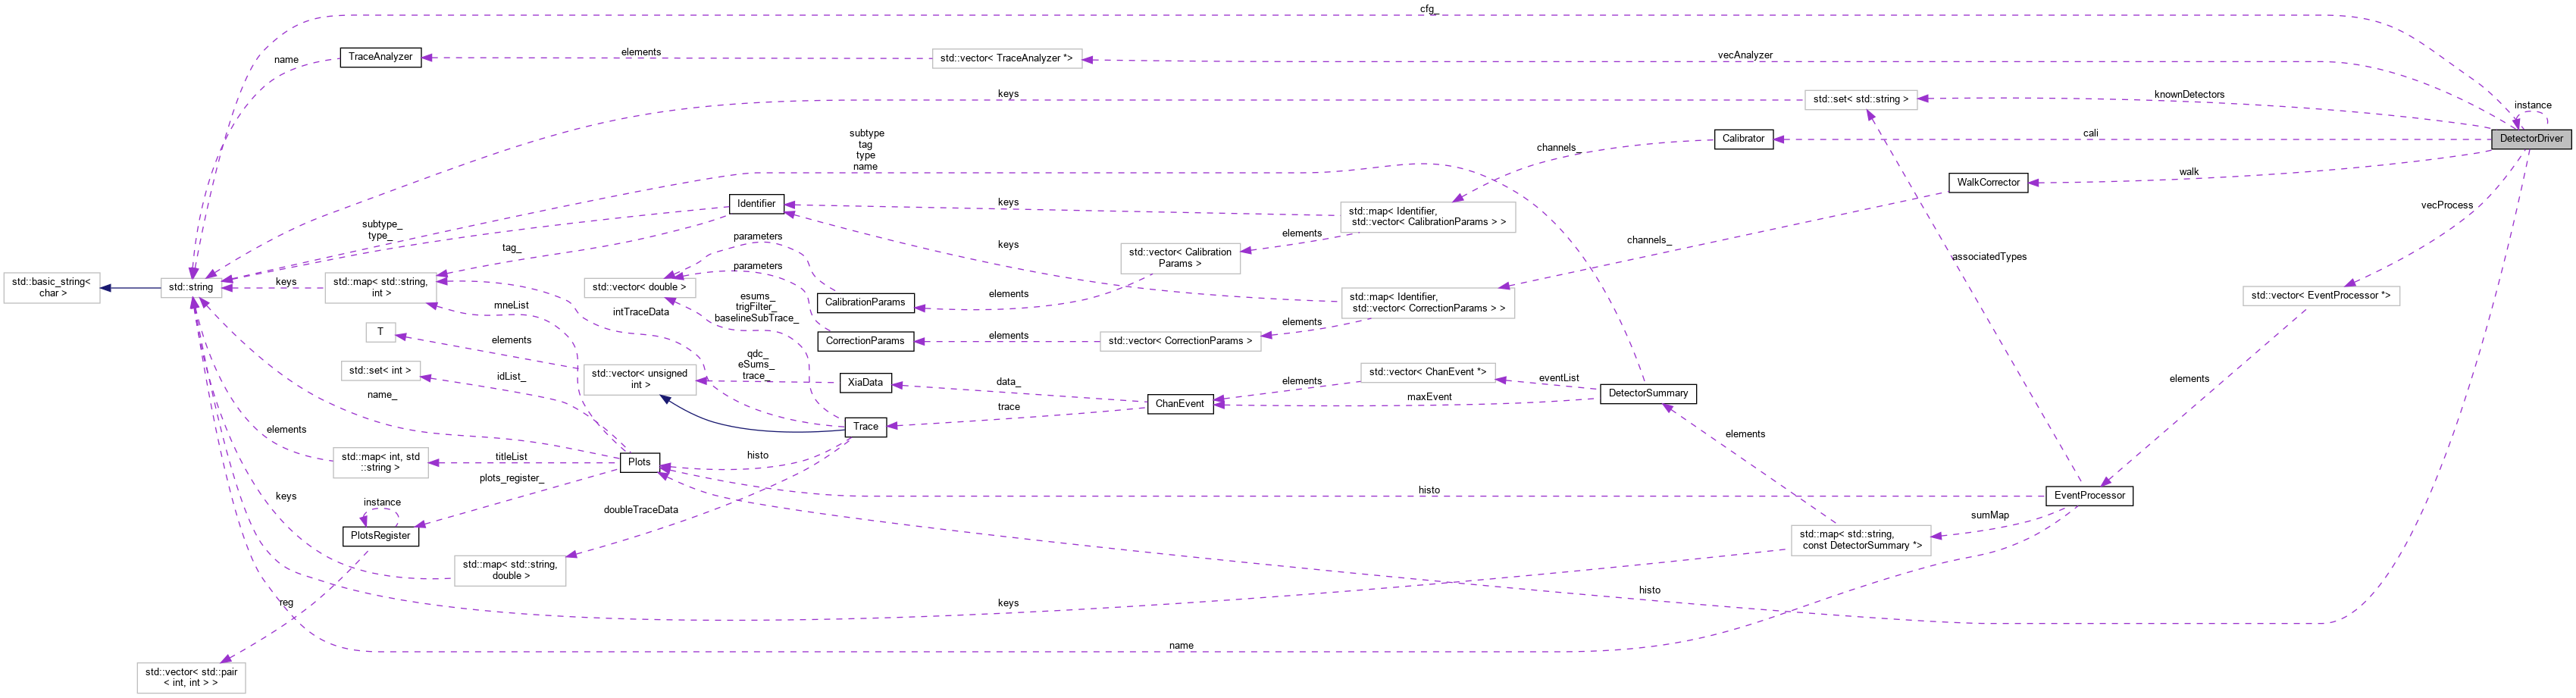 cfg_
name
TraceAnalyzer
elements
std::vector< TraceAnalyzer *>
vecAnalyzer
keys
std::set< std::string >
knownDetectors
instance
DetectorDriver
subtype
tag
type
name
Calibrator
cali
channels_
WalkCorrector
walk
Identifier
keys
std::map< Identifier,
std::vector< CalibrationParams > >
vecProcess
subtype_
type_
tag_
parameters
elements
keys
channels_
std::vector< Calibration
Params >
associatedTypes
std::basic_string<
char >
std::string
keys
std::map< std::string,
int >
std::vector< double >
parameters
elements
CalibrationParams
std::map< Identifier,
std::vector< CorrectionParams > >
std::vector< EventProcessor *>
mneList
intTraceData
esums_
trigFilter_
baselineSubTrace_
T
elements
CorrectionParams
elements
std::vector< CorrectionParams >
elements
std::set< int >
idList_
std::vector< unsigned
int >
qdc_
eSums_
trace_
XiaData
data_
elements
std::vector< ChanEvent *>
eventList
DetectorSummary
elements
name_
trace
ChanEvent
maxEvent
elements
Trace
elements
std::map< int, std
::string >
titleList
Plots
histo
plots_register_
histo
EventProcessor
keys
instance
PlotsRegister
doubleTraceData
sumMap
std::map< std::string,
const DetectorSummary *>
std::map< std::string,
double >
reg
keys
histo
name
std::vector< std::pair
< int, int > >